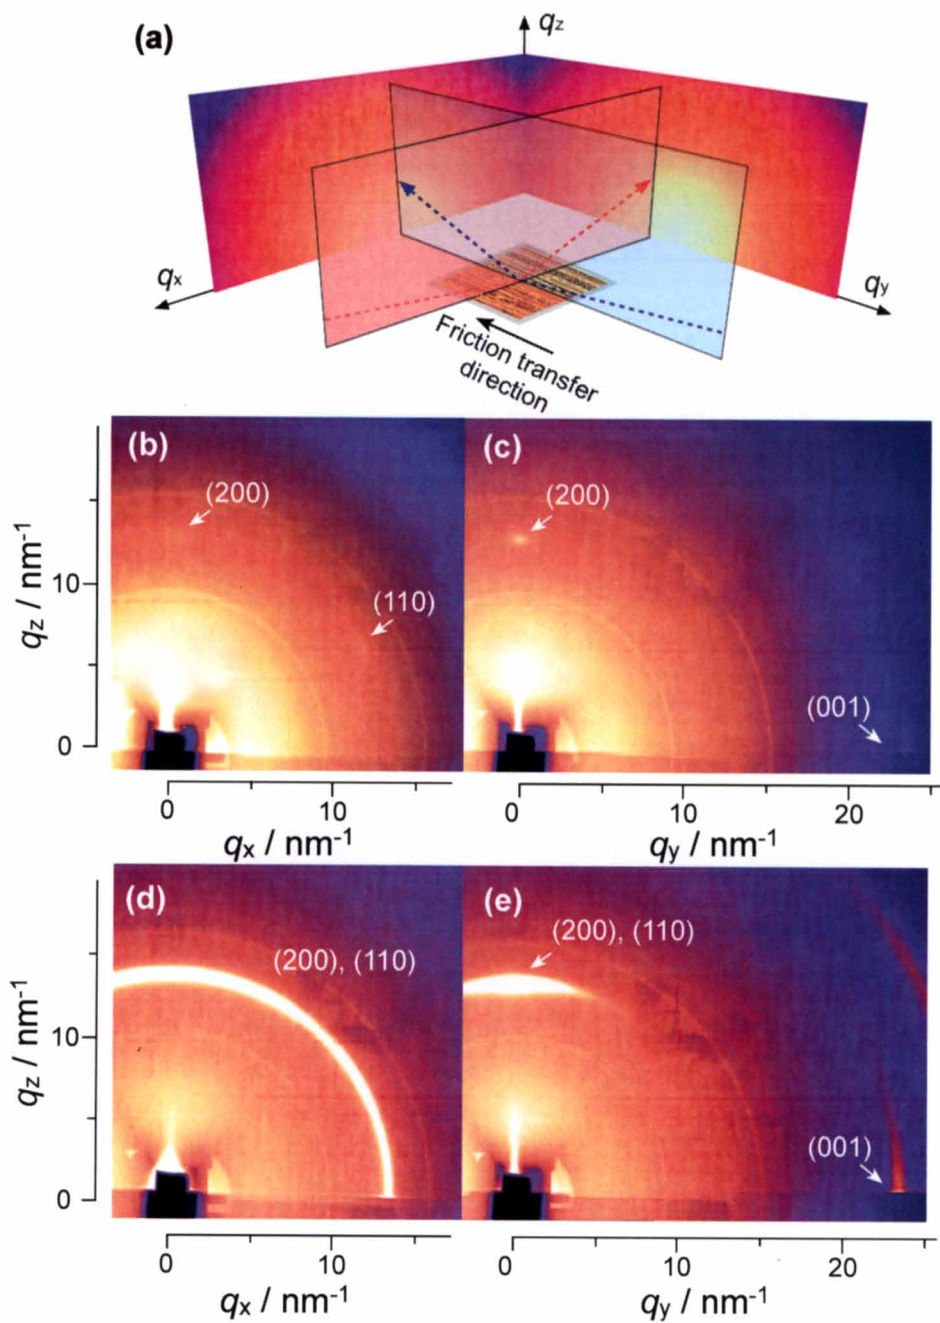 (a)
qz
qx
qy
Friction transfer
direction
(b)
(200)
(110)
(c)
(200)
(001)
qz / nm-1
10
0
0
10
qx / nm-1
0
10
20
qy / nm-1
(d)
(200), (110)
(e)
(200), (110)
(001)
qz / nm-1
10
0
0
10
qx / nm-1
0
10
20
qy / nm-1